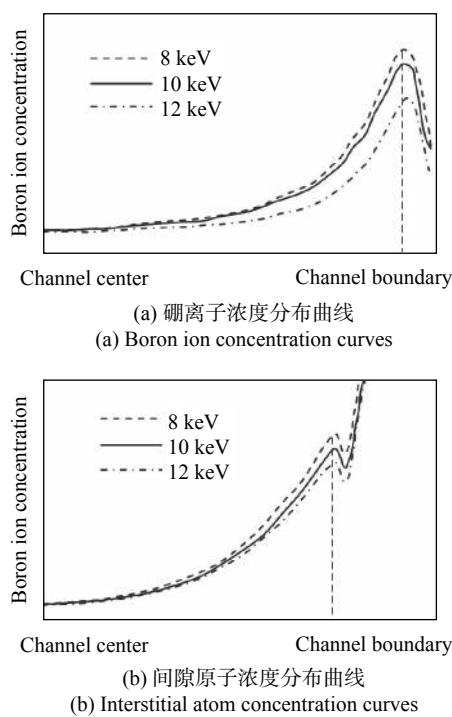 Boron ion concentration
8 keV
10 keV
12 keV
Channel center
Channel boundary
(a) 硼离子浓度分布曲线
(a) Boron ion concentration curves
Boron ion concentration
8 keV
10 keV
12 keV
Channel center
Channel boundary
(b) 间隙原子浓度分布曲线
(b) Interstitial atom concentration curves